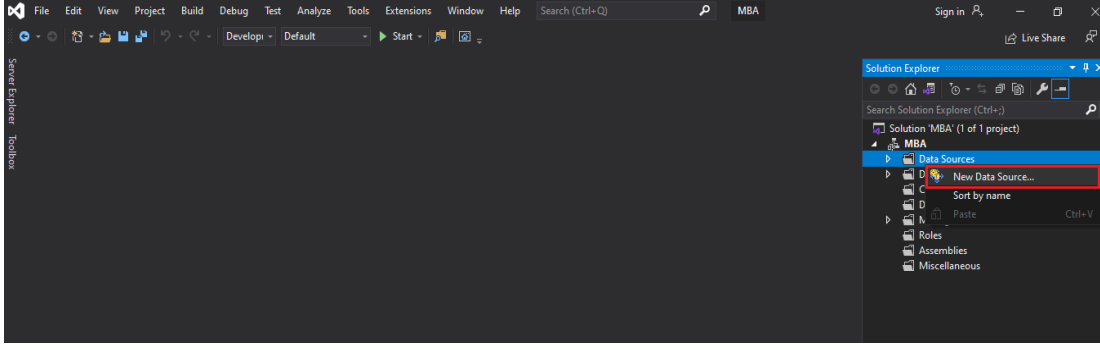 File Edit View Project Build Debug Test Analyze Tools Extensions Window Help Search (Ctrl+Q) MBA Sign in
Developi Default Start Live Share
Server Explorer
Toolbox
Solution Explorer
Search Solution Explorer (Ctrl+;)
Solution 'MBA' (1 of 1 project)
MBA
Data Sources
D
New Data Source...
C
Sort by name
D
Paste Ctrl+V
M
Roles
Assemblies
Miscellaneous